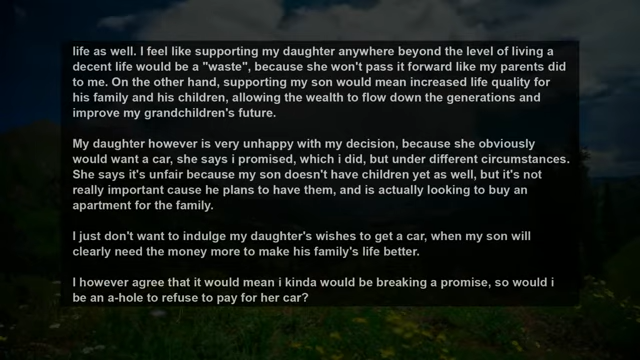 life as well. I feel like supporting my daughter anywhere beyond the level of living a
decent life would be a "waste", because she won't pass it forward like my parents did
to me. On the other hand, supporting my son would mean increased life quality for
his family and his children, allowing the wealth to flow down the generations and
improve my grandchildren's future.
My daughter however is very unhappy with my decision, because she obviously
would want a car, she says i promised, which i did, but under different circumstances.
She says it's unfair because my son doesn't have children yet as well, but it's not
really important cause he plans to have them, and is actually looking to buy an
apartment for the family.
I just don't want to indulge my daughter's wishes to get a car, when my son will
clearly need the money more to make his family's life better.
I however agree that it would mean i kinda would be breaking a promise, so would i
be an a-hole to refuse to pay for her car?